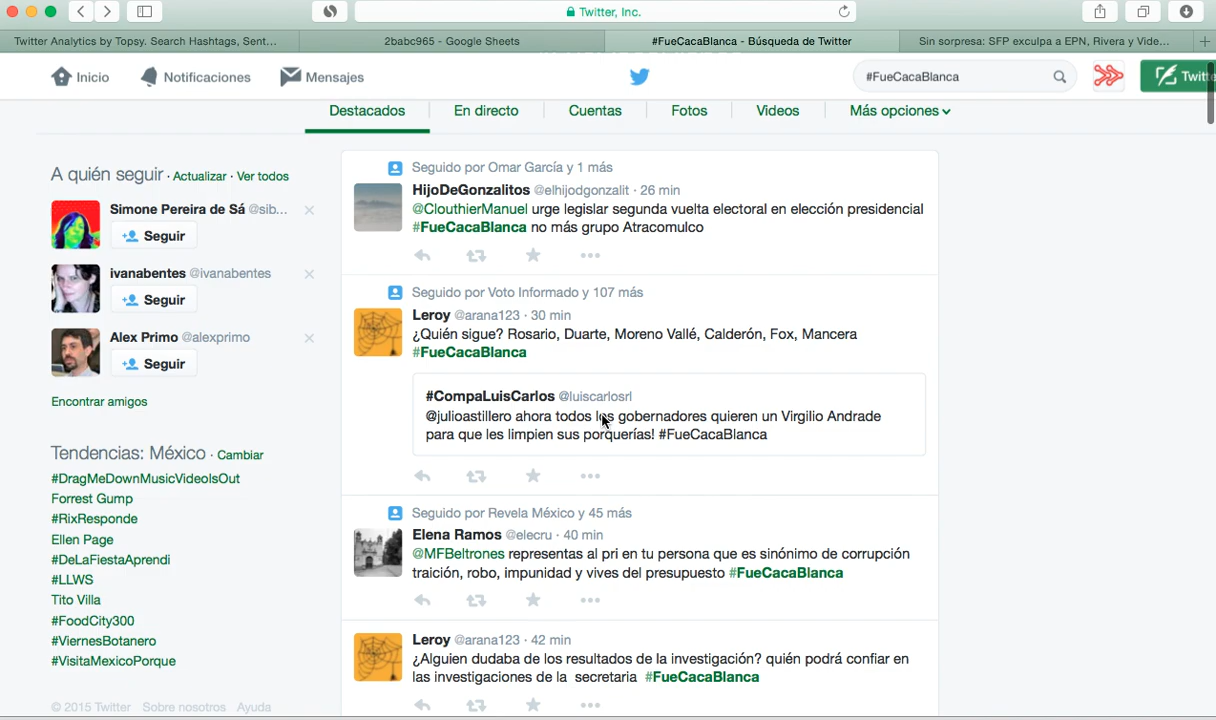 Twitter, Inc.
Twitter Analytics by Topsy. Search Hashtags, Sent...
2babc965 - Google Sheets
#FueCacaBlanca - Búsqueda de Twitter
Sin sorpresa: SFP exculpa a EPN, Rivera y Vide...
Inicio
Notificaciones
Mensajes
#FueCacaBlanca
Destacados
En directo
Cuentas
Fotos
Videos
Más opciones
A quién seguir · Actualizar · Ver todos
Simone Pereira de Sá @sib...
Seguir
ivanabentes @ivanabentes
Seguir
Alex Primo @alexprimo
Seguir
Encontrar amigos
Tendencias: México · Cambiar
#DragMeDownMusicVideoIsOut
Forrest Gump
#RixResponde
Ellen Page
#DeLaFiestaAprendi
#LLWS
Tito Villa
#FoodCity300
#ViernesBotanero
#VisitaMexicoPorque
© 2015 Twitter Sobre nosotros Ayuda
Seguido por Omar García y 1 más
HijoDeGonzalitos @elhijodgonzalit · 26 min
@ClouthierManuel urge legislar segunda vuelta electoral en elección presidencial
#FueCacaBlanca no más grupo Atracomulco
Seguido por Voto Informado y 107 más
Leroy @arana123 · 30 min
¿Quién sigue? Rosario, Duarte, Moreno Vallé, Calderón, Fox, Mancera
#FueCacaBlanca
#CompaLuisCarlos @luiscarlosrl
@julioastillero ahora todos los gobernadores quieren un Virgilio Andrade
para que les limpien sus porquerías! #FueCacaBlanca
Seguido por Revela México y 45 más
Elena Ramos @elecru · 40 min
@MFBeltrones representas al pri en tu persona que es sinónimo de corrupción
traición, robo, impunidad y vives del presupuesto #FueCacaBlanca
Leroy @arana123 · 42 min
¿Alguien dudaba de los resultados de la investigación? quién podrá confiar en
las investigaciones de la secretaria #FueCacaBlanca